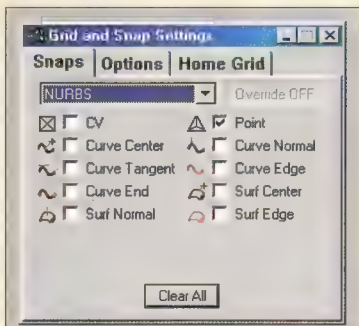 Grid and Snap Settings
Snaps Options Home Grid
NURBS Override OFF
CV Point
Curve Center Curve Normal
Curve Tangent Curve Edge
Curve End Surf Center
Surf Normal Surf Edge
Clear All